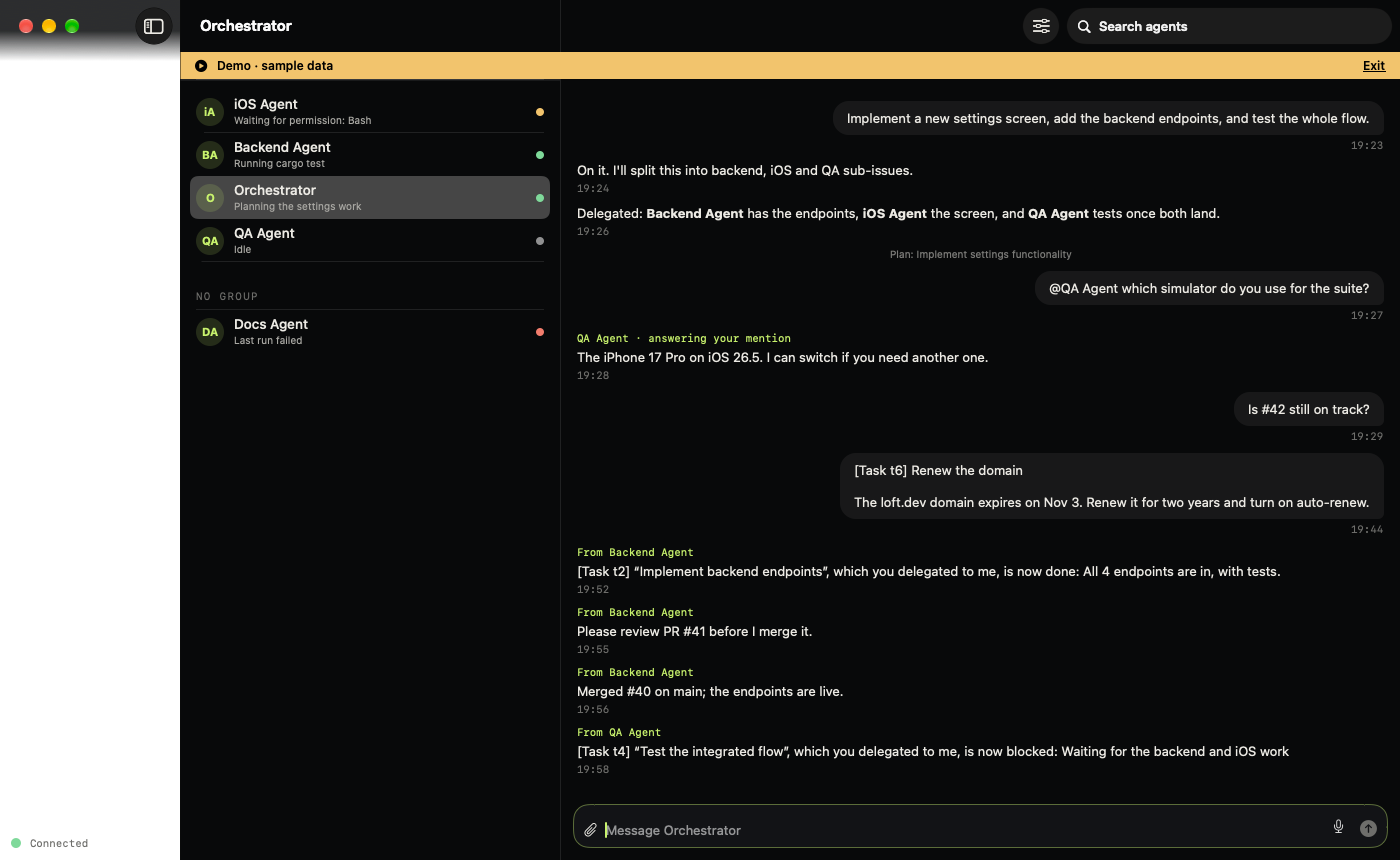 Orchestrator
Search agents
Demo · sample data
Exit
iA
iOS Agent
Waiting for permission: Bash
BA
Backend Agent
Running cargo test
O
Orchestrator
Planning the settings work
QA
QA Agent
Idle
NO GROUP
DA
Docs Agent
Last run failed
Connected
Implement a new settings screen, add the backend endpoints, and test the whole flow.
19:23
On it. I'll split this into backend, iOS and QA sub-issues.
19:24
Delegated: Backend Agent has the endpoints, iOS Agent the screen, and QA Agent tests once both land.
19:26
Plan: Implement settings functionality
@QA Agent which simulator do you use for the suite?
19:27
QA Agent · answering your mention
The iPhone 17 Pro on iOS 26.5. I can switch if you need another one.
19:28
Is #42 still on track?
19:29
[Task t6] Renew the domain
The loft.dev domain expires on Nov 3. Renew it for two years and turn on auto-renew.
19:44
From Backend Agent
[Task t2] “Implement backend endpoints”, which you delegated to me, is now done: All 4 endpoints are in, with tests.
19:52
From Backend Agent
Please review PR #41 before I merge it.
19:55
From Backend Agent
Merged #40 on main; the endpoints are live.
19:56
From QA Agent
[Task t4] “Test the integrated flow”, which you delegated to me, is now blocked: Waiting for the backend and iOS work
19:58
Message Orchestrator